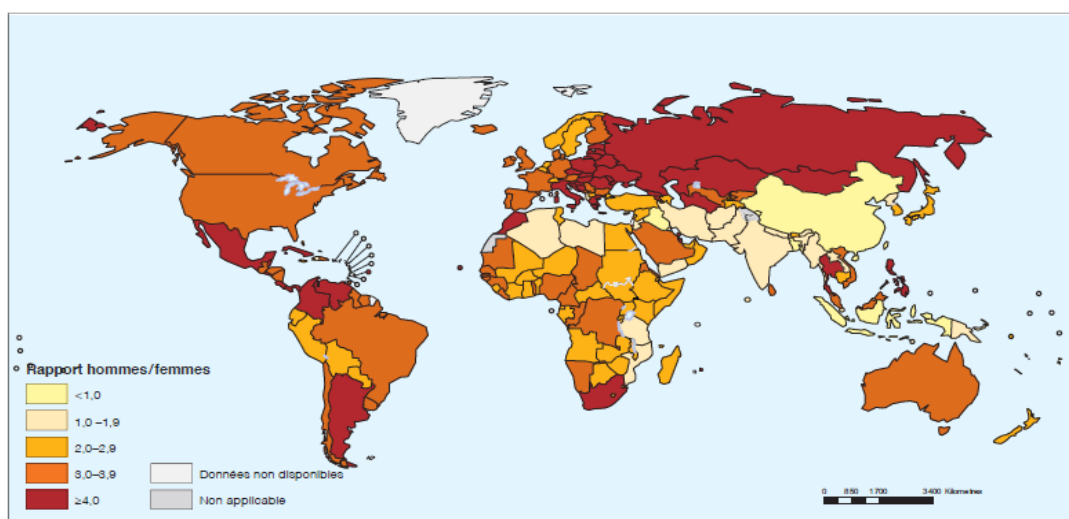 Rapport hommes/femmes
<1,0
1,0–1,9
2,0–2,9
3,0–3,9
≥4,0
Données non disponibles
Non applicable
0 850 1700 3400 Kilometres